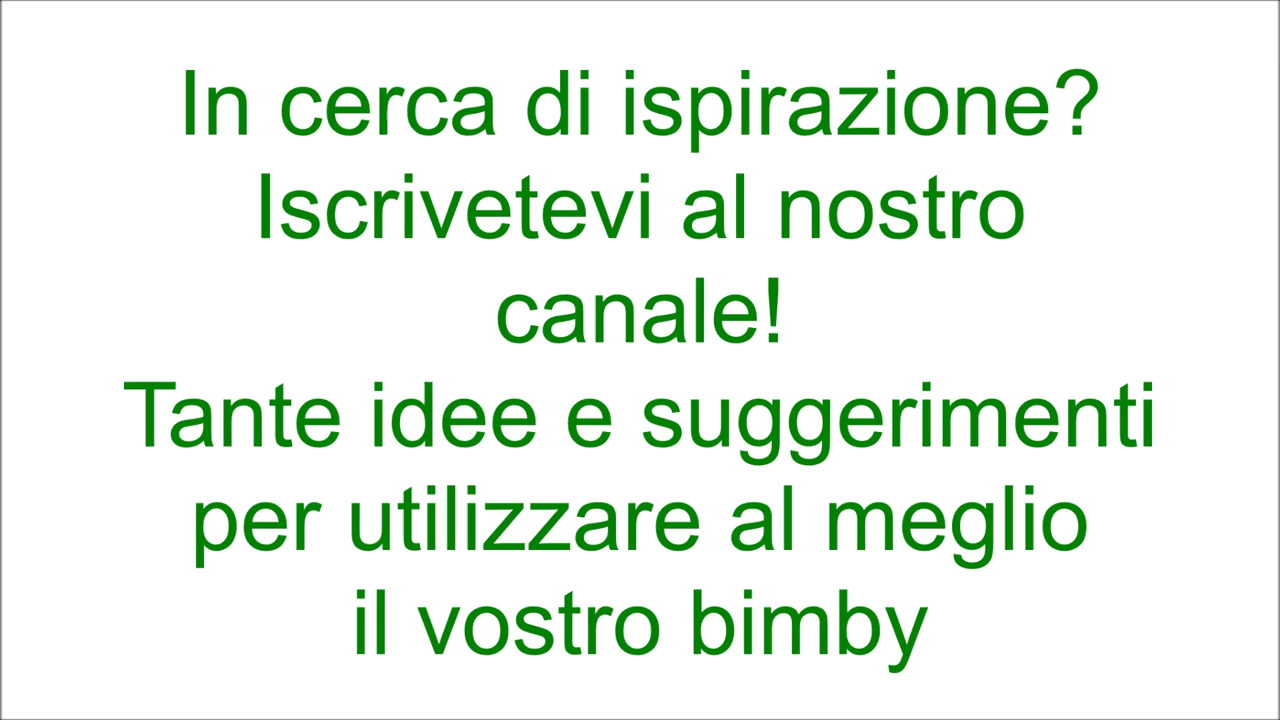 In cerca di ispirazione?
Iscrivetevi al nostro
canale!
Tante idee e suggerimenti
per utilizzare al meglio
il vostro bimby